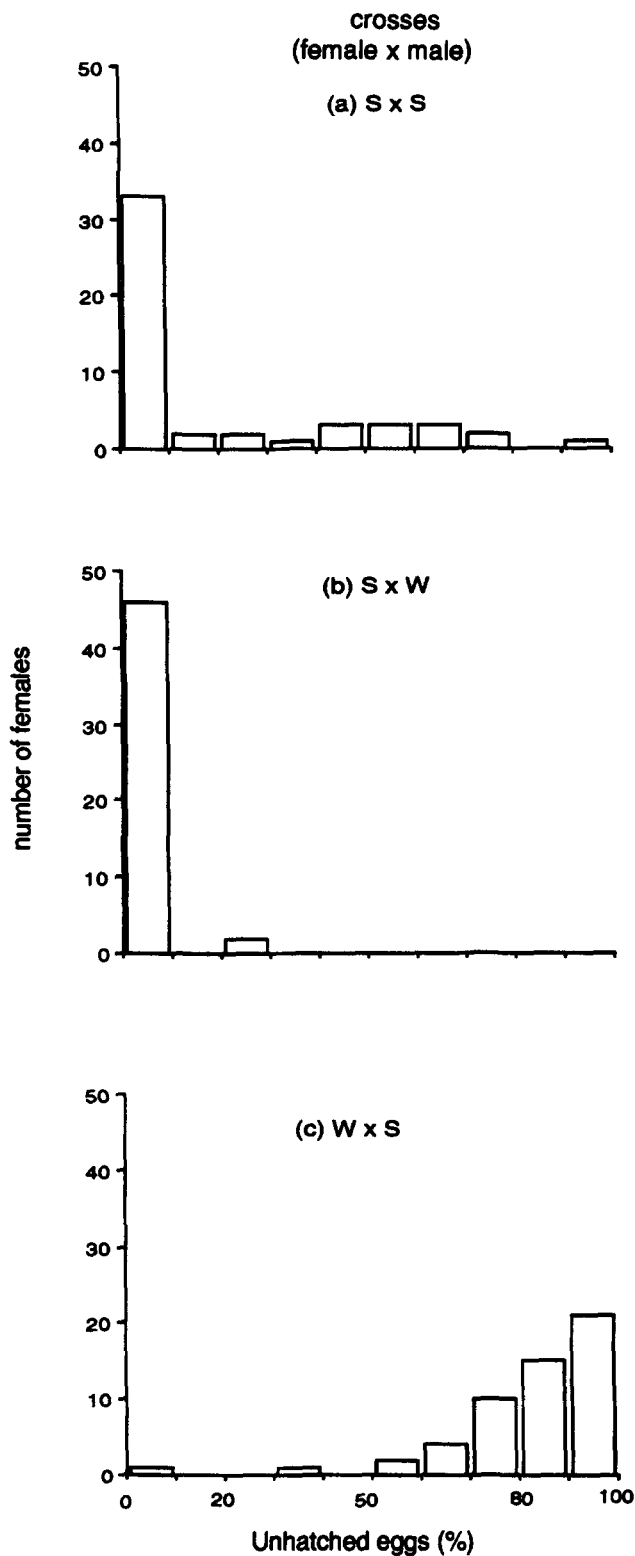 crosses
(female x male)
(a) S x S
50
40
30
20
10
0
(b) S x W
50
40
30
20
10
0
number of females
(c) W x S
50
40
30
20
10
0
0 20 50 80 100
Unhatched eggs (%)